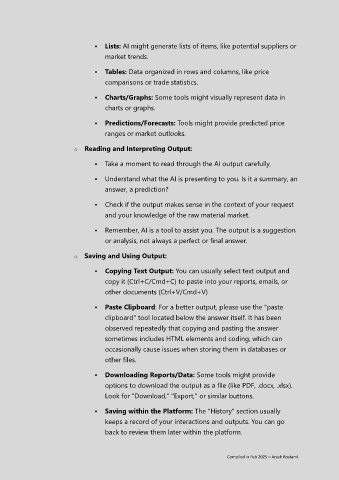 ▪ Lists: AI might generate lists of items, like potential suppliers or
market trends.
▪ Tables: Data organized in rows and columns, like price
comparisons or trade statistics.
▪ Charts/Graphs: Some tools might visually represent data in
charts or graphs.
▪ Predictions/Forecasts: Tools might provide predicted price
ranges or market outlooks.
o Reading and Interpreting Output:
▪ Take a moment to read through the AI output carefully.
▪ Understand what the AI is presenting to you. Is it a summary, an
answer, a prediction?
▪ Check if the output makes sense in the context of your request
and your knowledge of the raw material market.
▪ Remember, AI is a tool to assist you. The output is a suggestion
or analysis, not always a perfect or final answer.
o Saving and Using Output:
▪ Copying Text Output: You can usually select text output and
copy it (Ctrl+C/Cmd+C) to paste into your reports, emails, or
other documents (Ctrl+V/Cmd+V)
▪ Paste Clipboard: For a better output, please use the "paste
clipboard" tool located below the answer itself. It has been
observed repeatedly that copying and pasting the answer
sometimes includes HTML elements and coding, which can
occasionally cause issues when storing them in databases or
other files.
▪ Downloading Reports/Data: Some tools might provide
options to download the output as a file (like PDF, .docx, .xlsx).
Look for "Download," "Export," or similar buttons.
▪ Saving within the Platform: The "History" section usually
keeps a record of your interactions and outputs. You can go
back to review them later within the platform.
Compiled in Feb 2025 – Arash Rostami